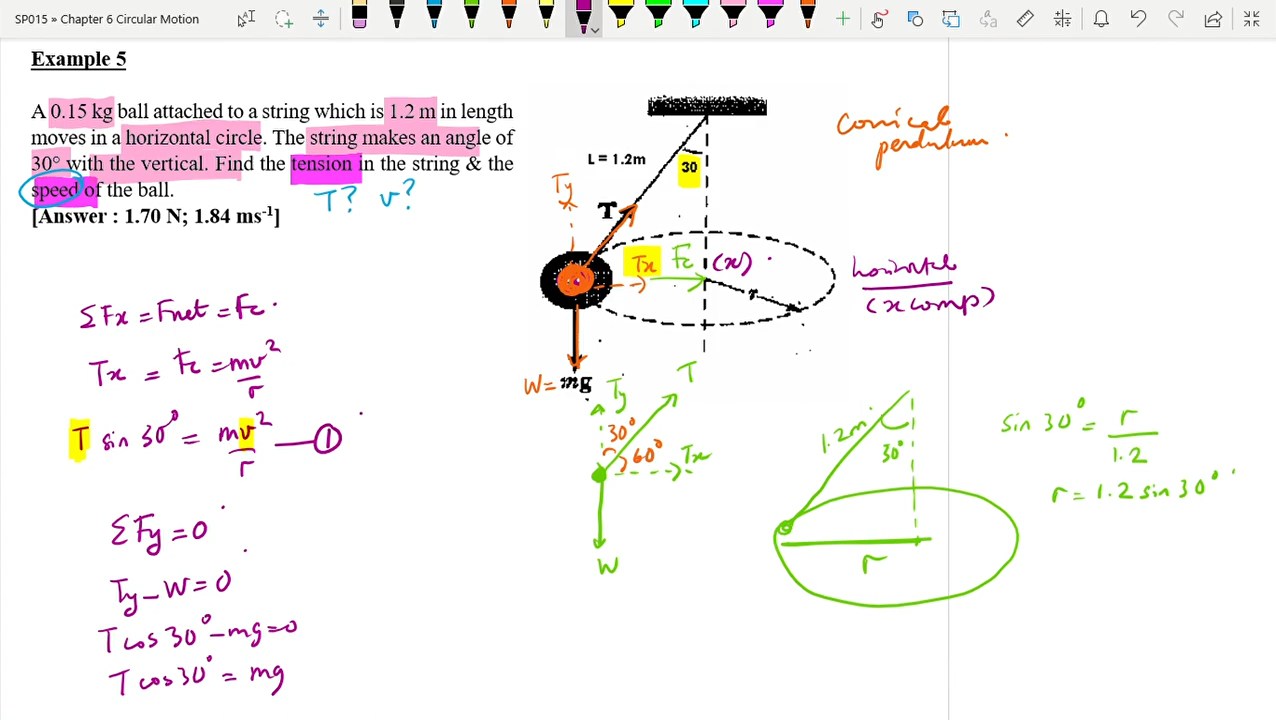 SP015 » Chapter 6 Circular Motion
Example 5
A 0.15 kg ball attached to a string which is 1.2 m in length
moves in a horizontal circle. The string makes an angle of
30° with the vertical. Find the tension in the string & the
speed of the ball.
[Answer : 1.70 N; 1.84 ms⁻¹]
T? v?
L = 1.2m
30
Ty
T
Tx
Fc
(x)
r
W = mg
Conical
pendulum
horizontal
(x comp)
ΣFx = Fnet = Fc
Tx = Fc = mv²/r
T sin 30° = mv²/r —— ①
ΣFy = 0
Ty - W = 0
T cos 30° - mg = 0
T cos 30° = mg
Ty
T
30°
60°
Tx
W
1.2m
30°
r
sin 30° = r/1.2
r = 1.2 sin 30°